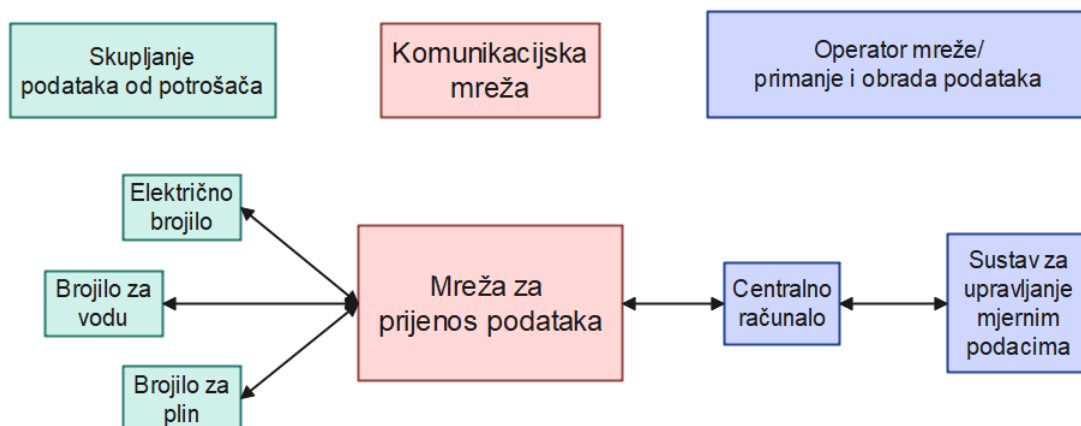 Skupljanje
podataka od potrošača
Komunikacijska
mreža
Operator mreže/
primanje i obrada podataka
Električno
brojilo
Brojilo za
vodu
Brojilo za
plin
Mreža za
prijenos podataka
Centralno
računalo
Sustav za
upravljanje
mjernim
podacima